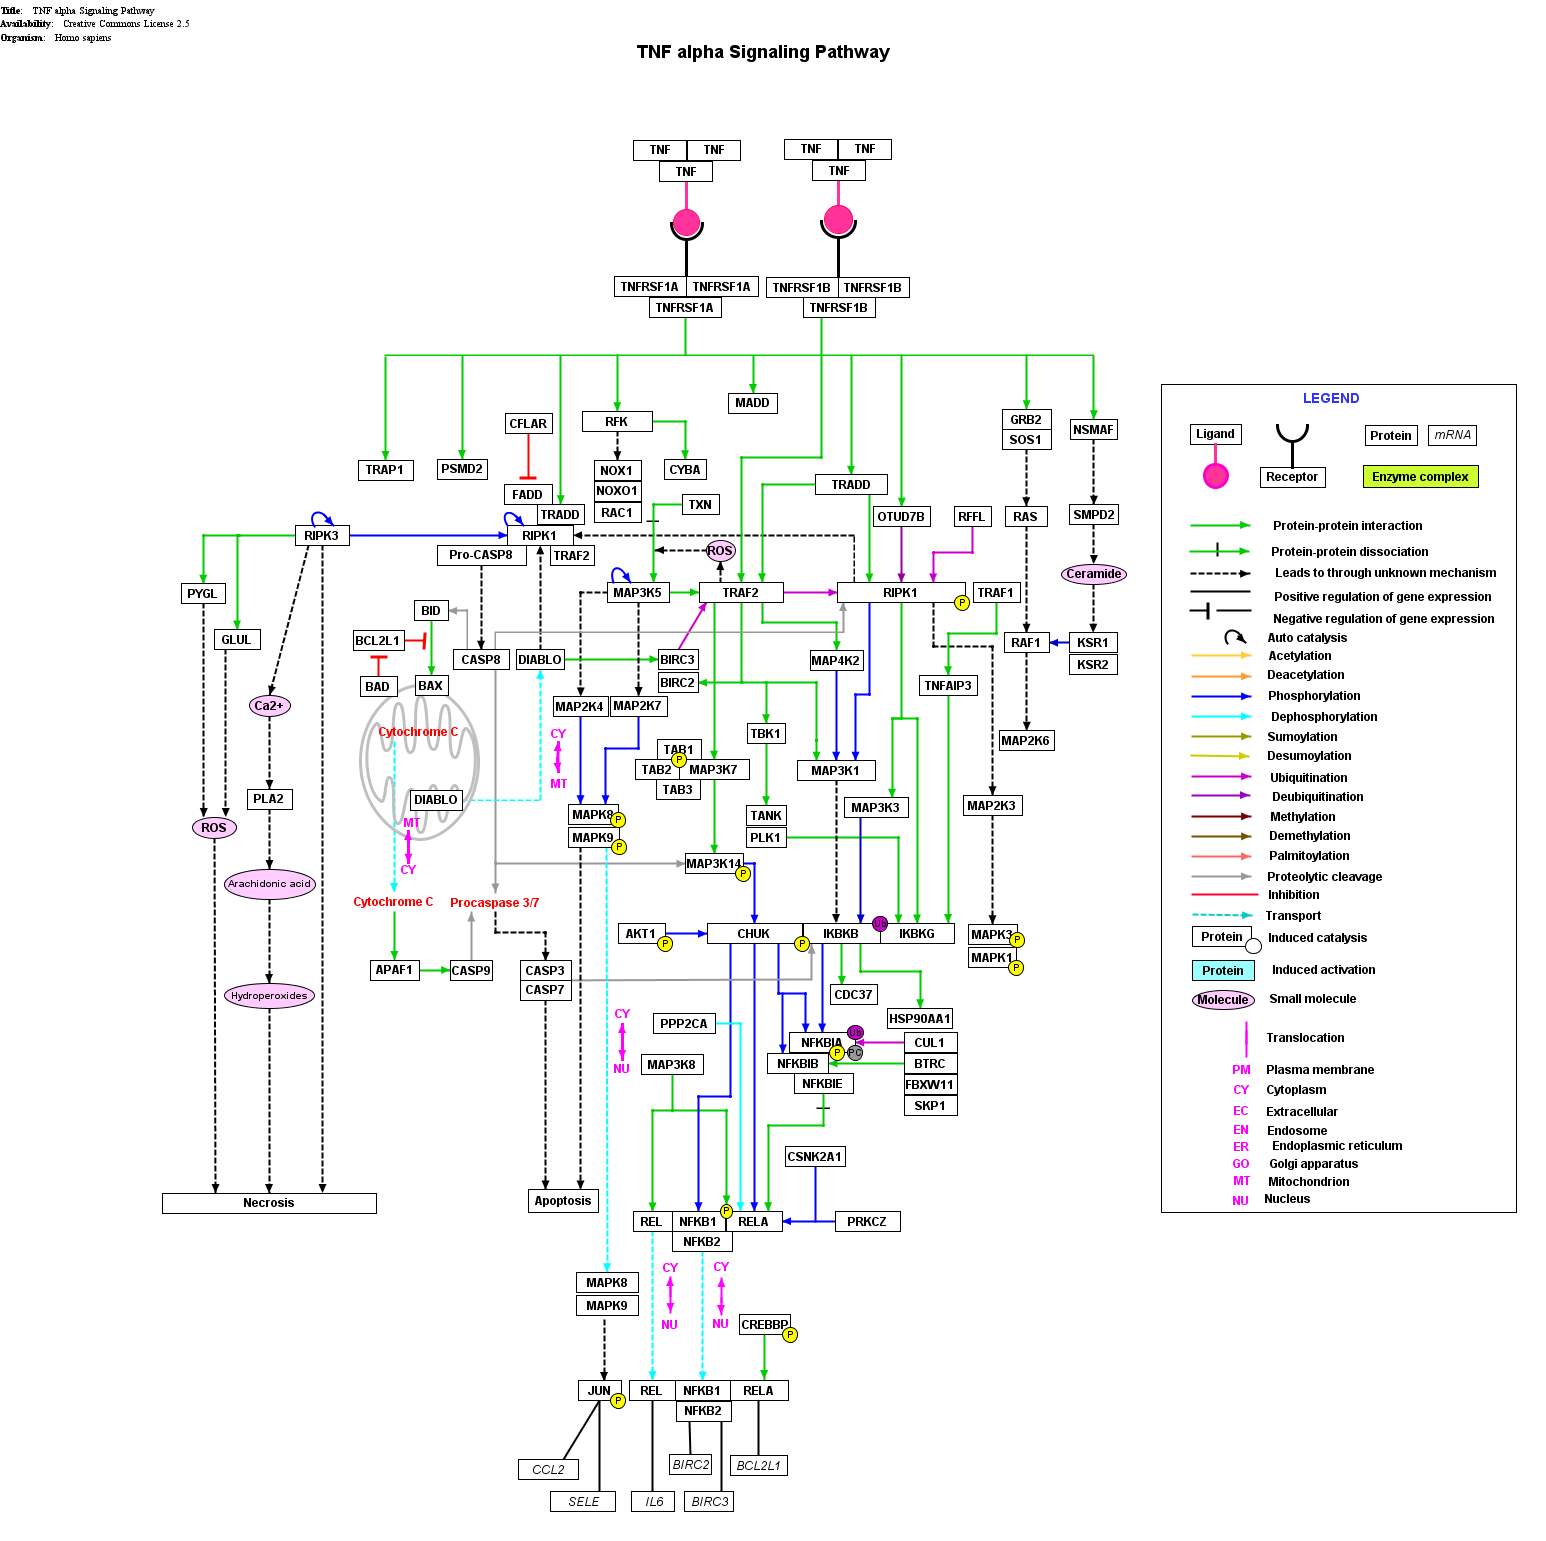 Title: TNF alpha Signaling Pathway
Availability: Creative Commons License 2.5
Organism: Homo sapiens
TNF alpha Signaling Pathway
TNF TNF
TNF
TNF TNF
TNF
TNFRSF1A TNFRSF1A
TNFRSF1A
TNFRSF1B TNFRSF1B
TNFRSF1B
MADD
CFLAR
RFK
GRB2
SOS1
NSMAF
TRAP1
PSMD2
NOX1
NOXO1
RAC1
CYBA
FADD
TRADD
TXN
TRADD
OTUD7B
RFFL
RAS
SMPD2
RIPK3
RIPK1
Pro-CASP8
TRAF2
ROS
Ceramide
PYGL
MAP3K5
TRAF2
RIPK1
P
TRAF1
BID
GLUL
BCL2L1
RAF1
KSR1
KSR2
CASP8
DIABLO
BIRC3
BIRC2
MAP4K2
TNFAIP3
BAD
BAX
Ca2+
MAP2K4
MAP2K7
Cytochrome C
CY
MT
TBK1
MAP2K6
TAB1
P
TAB2
MAP3K7
TAB3
MAP3K1
PLA2
DIABLO
MAP3K3
MAP2K3
MAPK8
P
MAPK9
P
TANK
PLK1
ROS
MT
CY
MAP3K14
P
Arachidonic acid
Cytochrome C
Procaspase 3/7
AKT1
P
CHUK
P
IKBKB
Ub
IKBKG
MAPK3
P
MAPK1
P
APAF1
CASP9
CASP3
CASP7
CDC37
Hydroperoxides
HSP90AA1
CY
NU
PPP2CA
NFKBIA
Ub
P
PC
NFKBIB
NFKBIE
CUL1
BTRC
FBXW11
SKP1
MAP3K8
CSNK2A1
Necrosis
Apoptosis
REL
NFKB1
P
RELA
NFKB2
PRKCZ
MAPK8
MAPK9
CY
NU
CY
NU
CREBBP
P
JUN
P
REL
NFKB1
RELA
NFKB2
CCL2
SELE
IL6
BIRC2
BIRC3
BCL2L1
LEGEND
Ligand
Receptor
Protein
mRNA
Enzyme complex
Protein-protein interaction
Protein-protein dissociation
Leads to through unknown mechanism
Positive regulation of gene expression
Negative regulation of gene expression
Auto catalysis
Acetylation
Deacetylation
Phosphorylation
Dephosphorylation
Sumoylation
Desumoylation
Ubiquitination
Deubiquitination
Methylation
Demethylation
Palmitoylation
Proteolytic cleavage
Inhibition
Transport
Protein Induced catalysis
Protein Induced activation
Molecule Small molecule
Translocation
PM Plasma membrane
CY Cytoplasm
EC Extracellular
EN Endosome
ER Endoplasmic reticulum
GO Golgi apparatus
MT Mitochondrion
NU Nucleus